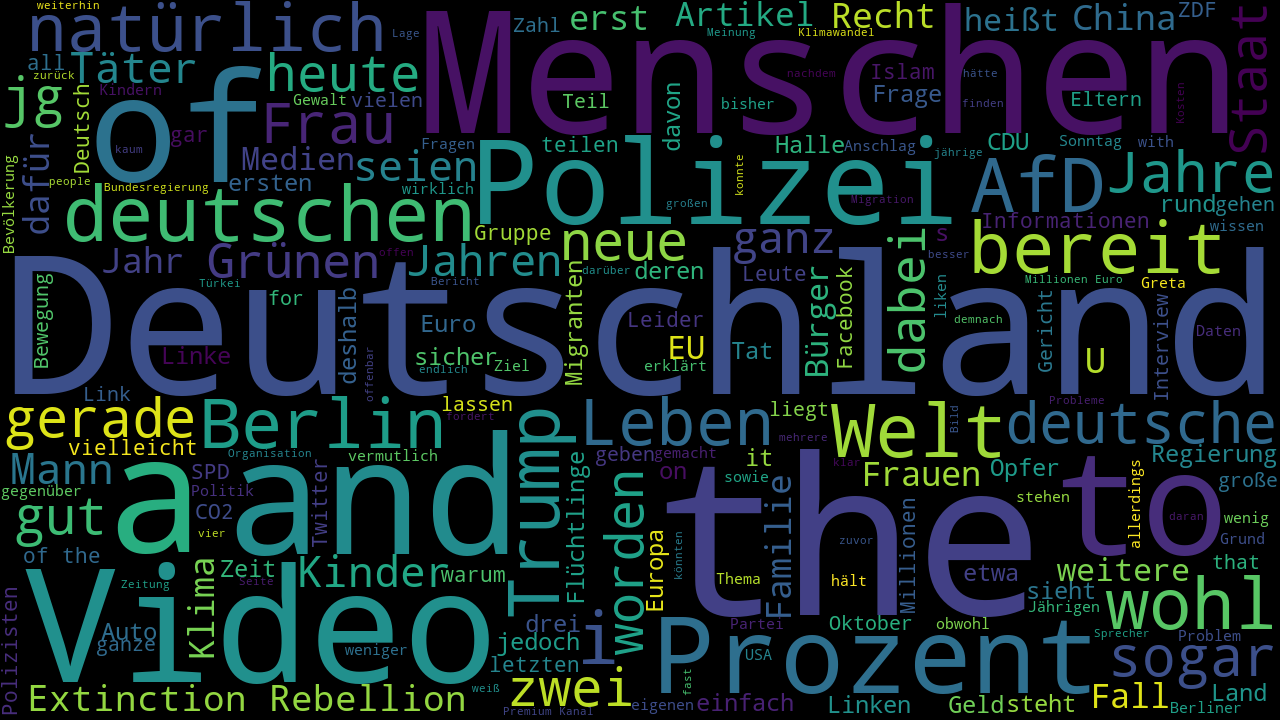 weiterhin
natürlich
Lage
Zahl
erst
Artikel
Meinung
Recht
Klimawandel
heißt
China
ZDF
Staat
all
zurück
Täter
Kindern
heute
Menschen
Teil
nachdem
Islam
Frage
hätte
finden
Eltern
Kosten
jg
of
Gewalt
vielen
Frau
gar
kaum
davon
bisher
dafür
Deutsch
Medien
seien
Fragen
teilen
Halle
Anschlag
jährige
CDU
Sonntag
with
Bevölkerung
people
Bundesregierung
ersten
wirklich
Polizei
konnte
großen
Migration
AfD
Jahre
rund
gehen
deutschen
Gruppe
neue
ganz
dabei
s
Informationen
wissen
Jahr
Grünen
offen
Jahren
darüber
deren
Leute
besser
bereit
Türkei
Bericht
Millionen Euro
Greta
Bewegung
for
deshalb
Migranten
Bürger
Facebook
liken
Deutschland
Euro
Leider
demnach
Gericht
Interview
Daten
Linke
offenbar
sicher
endlich
Ziel
EU
erklärt
Tat
U
Link
gerade
vielleicht
Berlin
lassen
fordert
Leben
liegt
mehrere
Welt
Bild
Probleme
deutsche
Organisation
vermutlich
Trump
geben
gemacht
it
klar
Frauen
Opfer
Regierung
Mann
gegenüber
SPD
Politik
Twitter
Flüchtlinge
on
sowie
stehen
große
gut
a
and
CO2
vier
worden
the
to
allerdings
daran
wenig
Grund
of the
Europa
könnten
Familie
zuvor
Millionen
that
Zeitung
Klima
Zeit
Seite
Kinder
warum
Thema
hält
etwa
weitere
sieht
Video
Jährigen
wohl
Polizisten
Auto
ganze
weniger
drei
i
jedoch
letzten
Prozent
Partei
USA
Oktober
obwohl
Sprecher
Problem
sogar
fast
Extinction Rebellion
weiß
Premium Kanal
zwei
eigenen
einfach
Linken
Geld
steht
Fall
Land
Berliner